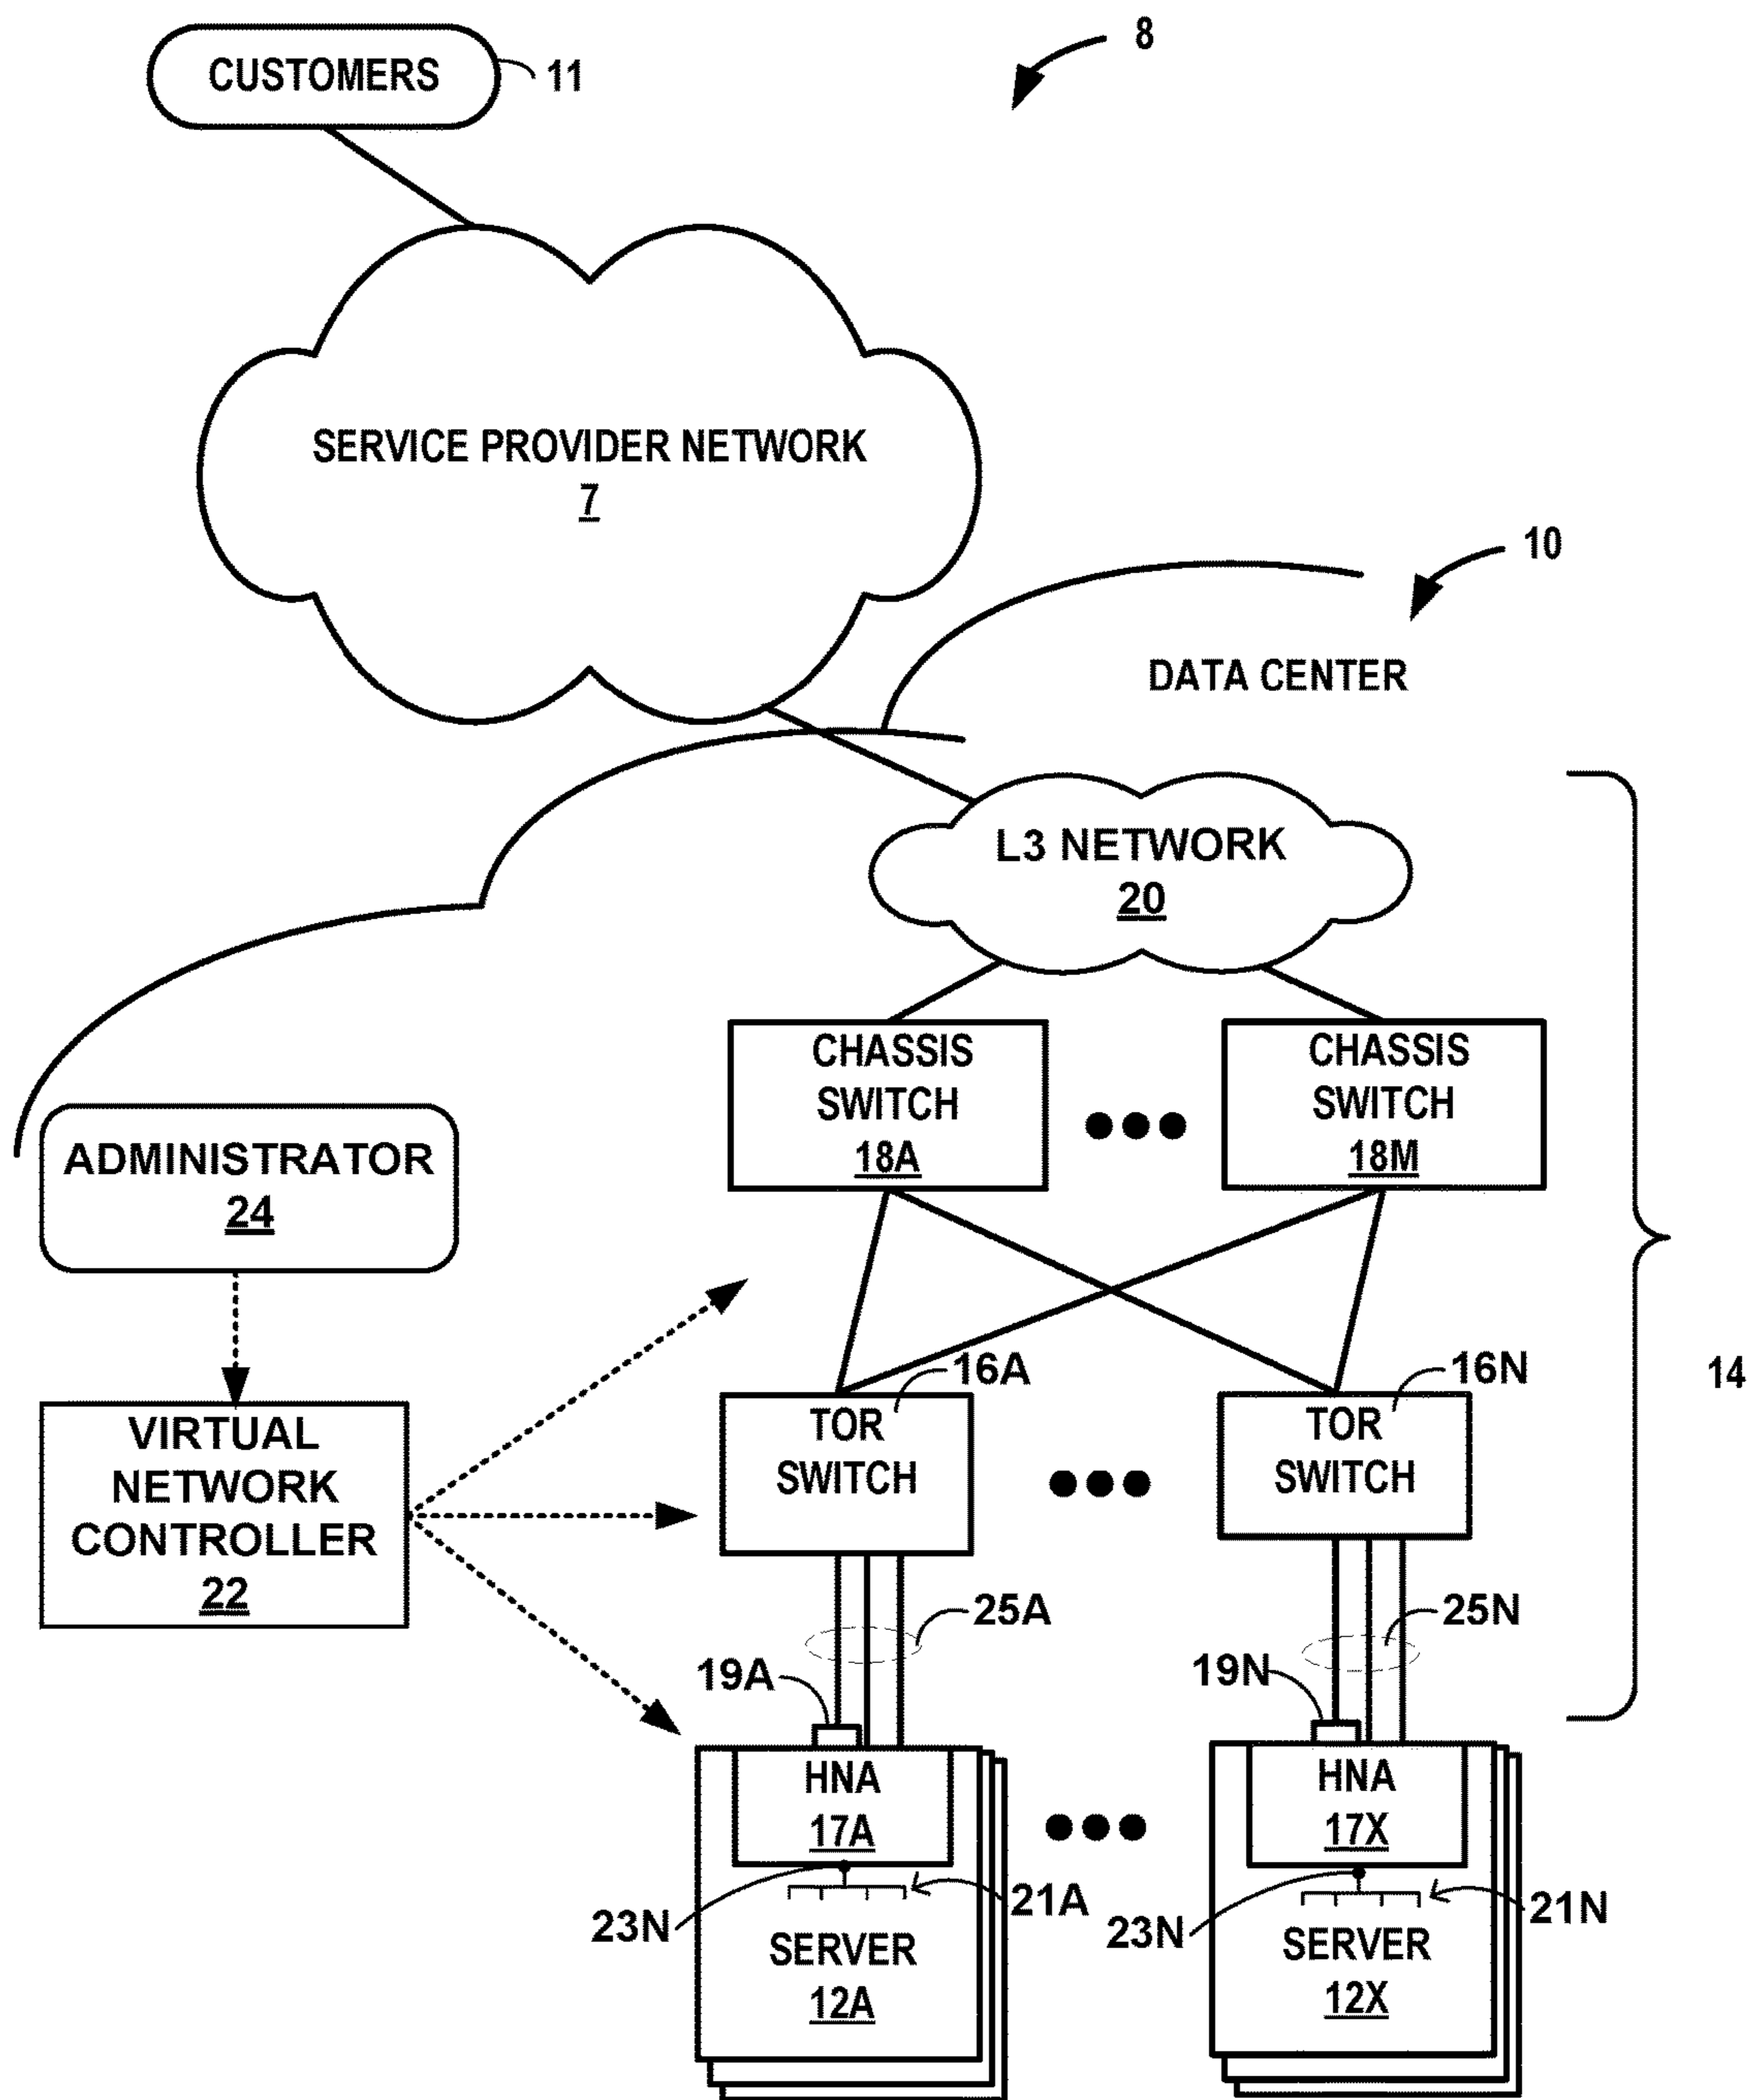 8
CUSTOMERS
11
SERVICE PROVIDER NETWORK
7
10
DATA CENTER
L3 NETWORK
20
CHASSIS
SWITCH
18A
CHASSIS
SWITCH
18M
ADMINISTRATOR
24
14
16A
TOR
SWITCH
16N
TOR
SWITCH
VIRTUAL
NETWORK
CONTROLLER
22
25A
25N
19A
19N
HNA
17A
HNA
17X
23N
21A
23N
21N
SERVER
12A
SERVER
12X